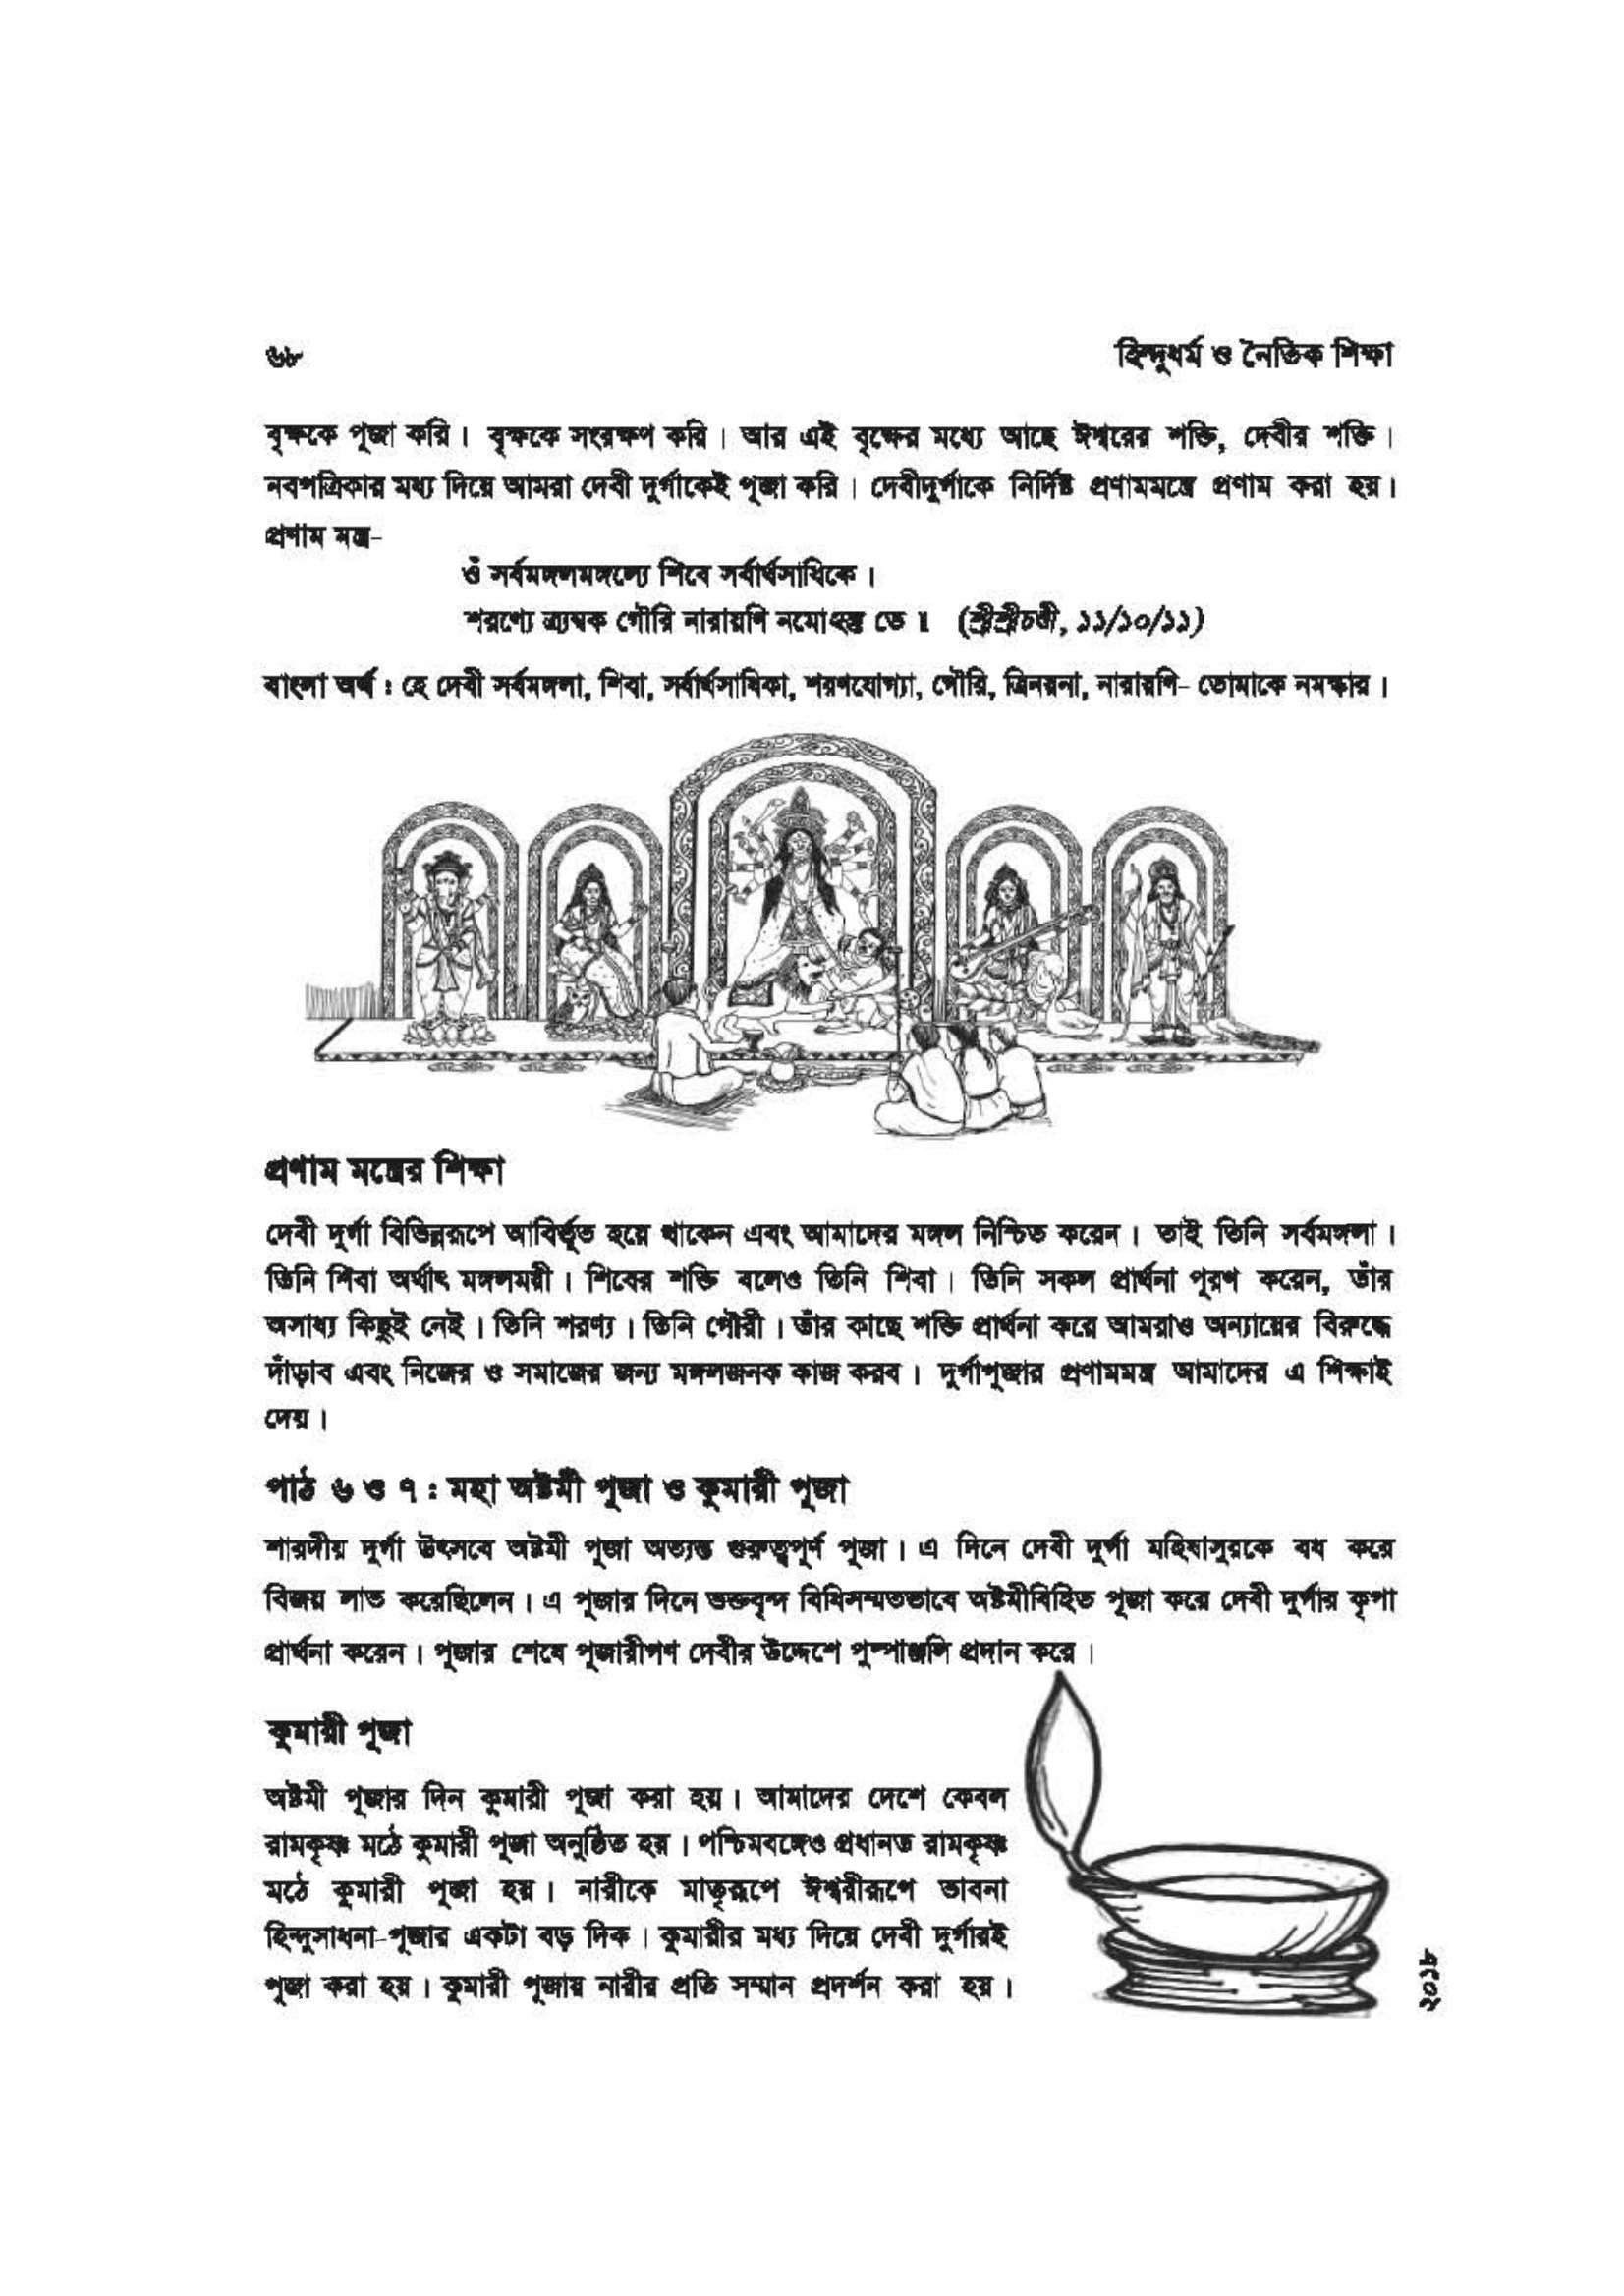 ৬৮
হিন্দুধর্ম ও নৈতিক শিক্ষা
বৃক্ষকে পূজা করি। বৃক্ষকে সংরক্ষণ করি। আর এই বৃক্ষের মধ্যে আছে ঈশ্বরের শক্তি, দেবীর শক্তি।
নবপত্রিকার মধ্য দিয়ে আমরা দেবী দুর্গাকেই পূজা করি। দেবীদুর্গাকে নির্দিষ্ট প্রণামমন্ত্রে প্রণাম করা হয়।
প্রণাম মন্ত্র-
ওঁ সর্বমঙ্গলমঙ্গল্যে শিবে সর্বার্থসাধিকে।
শরণ্যে ত্র্যম্বক গৌরি নারায়ণি নমোহস্তু তে॥ (শ্রীশ্রীচণ্ডী, ১১/১০/১১)
বাংলা অর্থ : হে দেবী সর্বমঙ্গলা, শিবা, সর্বার্থসাধিকা, শরণযোগ্যা, গৌরি, ত্রিনয়না, নারায়ণি- তোমাকে নমস্কার।
প্রণাম মন্ত্রের শিক্ষা
দেবী দুর্গা বিভিন্নরূপে আবির্ভূত হয়ে থাকেন এবং আমাদের মঙ্গল নিশ্চিত করেন। তাই তিনি সর্বমঙ্গলা।
তিনি শিবা অর্থাৎ মঙ্গলময়ী। শিবের শক্তি বলেও তিনি শিবা। তিনি সকল প্রার্থনা পূরণ করেন, তাঁর
অসাধ্য কিছুই নেই। তিনি শরণ্য। তিনি গৌরী। তাঁর কাছে শক্তি প্রার্থনা করে আমরাও অন্যায়ের বিরুদ্ধে
দাঁড়াব এবং নিজের ও সমাজের জন্য মঙ্গলজনক কাজ করব। দুর্গাপূজার প্রণামমন্ত্র আমাদের এ শিক্ষাই
দেয়।
পাঠ ৬ ও ৭ : মহা অষ্টমী পূজা ও কুমারী পূজা
শারদীয় দুর্গা উৎসবে অষ্টমী পূজা অত্যন্ত গুরুত্বপূর্ণ পূজা। এ দিনে দেবী দুর্গা মহিষাসুরকে বধ করে
বিজয় লাভ করেছিলেন। এ পূজার দিনে ভক্তবৃন্দ বিধিসম্মতভাবে অষ্টমীবিহিত পূজা করে দেবী দুর্গার কৃপা
প্রার্থনা করেন। পূজার শেষে পূজারীগণ দেবীর উদ্দেশে পুষ্পাঞ্জলি প্রদান করে।
কুমারী পূজা
অষ্টমী পূজার দিন কুমারী পূজা করা হয়। আমাদের দেশে কেবল
রামকৃষ্ণ মঠে কুমারী পূজা অনুষ্ঠিত হয়। পশ্চিমবঙ্গেও প্রধানত রামকৃষ্ণ
মঠে কুমারী পূজা হয়। নারীকে মাতৃরূপে ঈশ্বরীরূপে ভাবনা
হিন্দুসাধনা-পূজার একটা বড় দিক। কুমারীর মধ্য দিয়ে দেবী দুর্গারই
পূজা করা হয়। কুমারী পূজায় নারীর প্রতি সম্মান প্রদর্শন করা হয়।
২০১৮